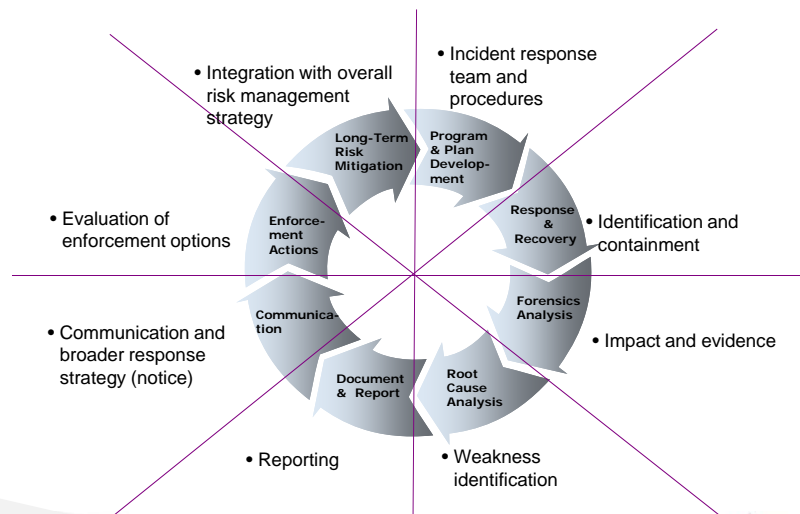 • Integration with overall
risk management
strategy
• Incident response
team and
procedures
Long-Term
Risk
Mitigation
Program
& Plan
Develop-
ment
Response
&
Recovery
• Identification and
containment
• Evaluation of
enforcement options
Enforce-
ment
Actions
Forensics
Analysis
• Impact and evidence
Communica-
tion
• Communication and
broader response
strategy (notice)
Document
& Report
Root
Cause
Analysis
• Reporting
• Weakness
identification